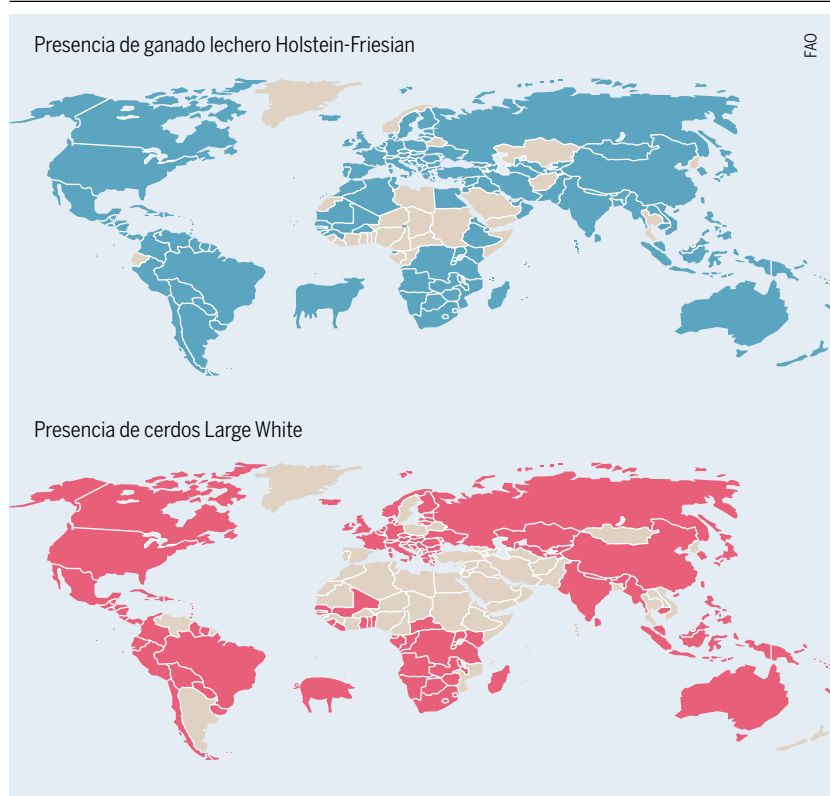 Presencia de ganado lechero Holstein-Friesian
FAO
Presencia de cerdos Large White